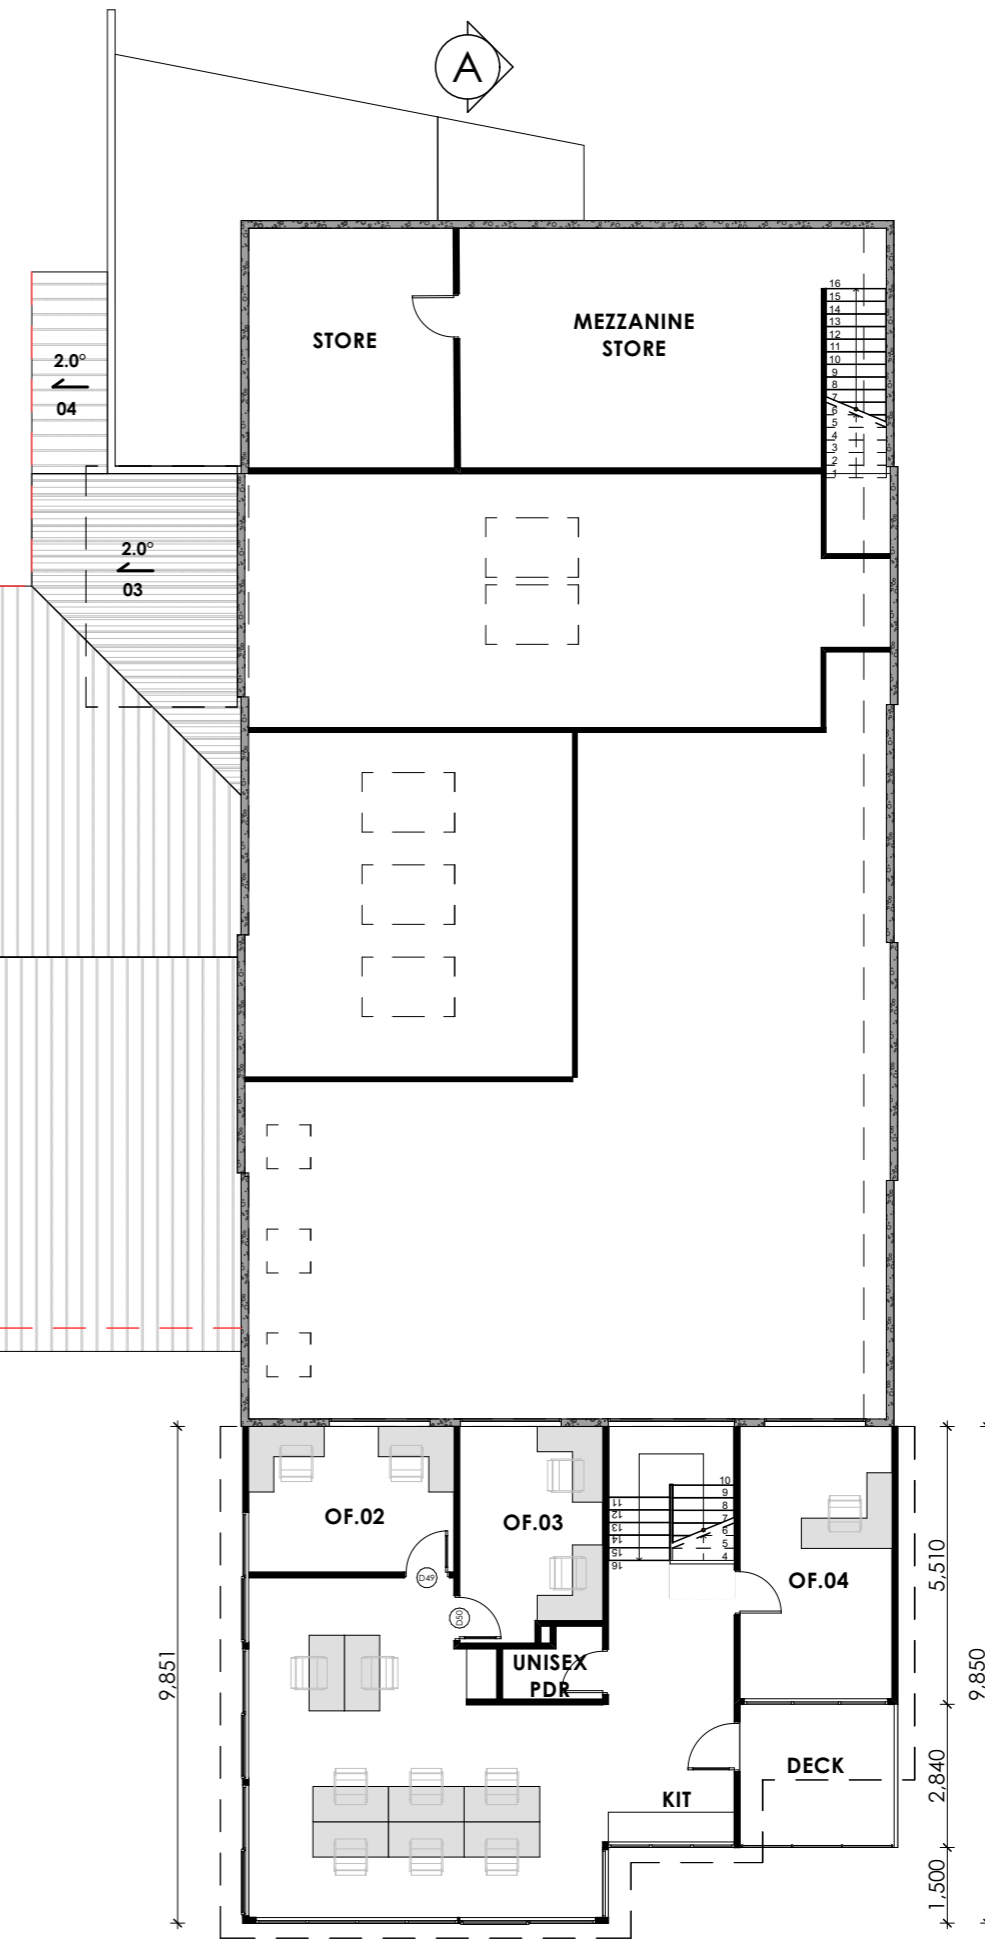 A
STORE
MEZZANINE
STORE
16
15
14
13
12
11
10
9
8
7
6
5
4
3
2
1
2.0°
04
2.0°
03
OF.02
OF.03
10
9
8
7
6
5
4
11
12
13
14
15
16
OF.04
D49
D50
UNISEX
PDR
DECK
KIT
9,851
5,510
2,840
1,500
9,850